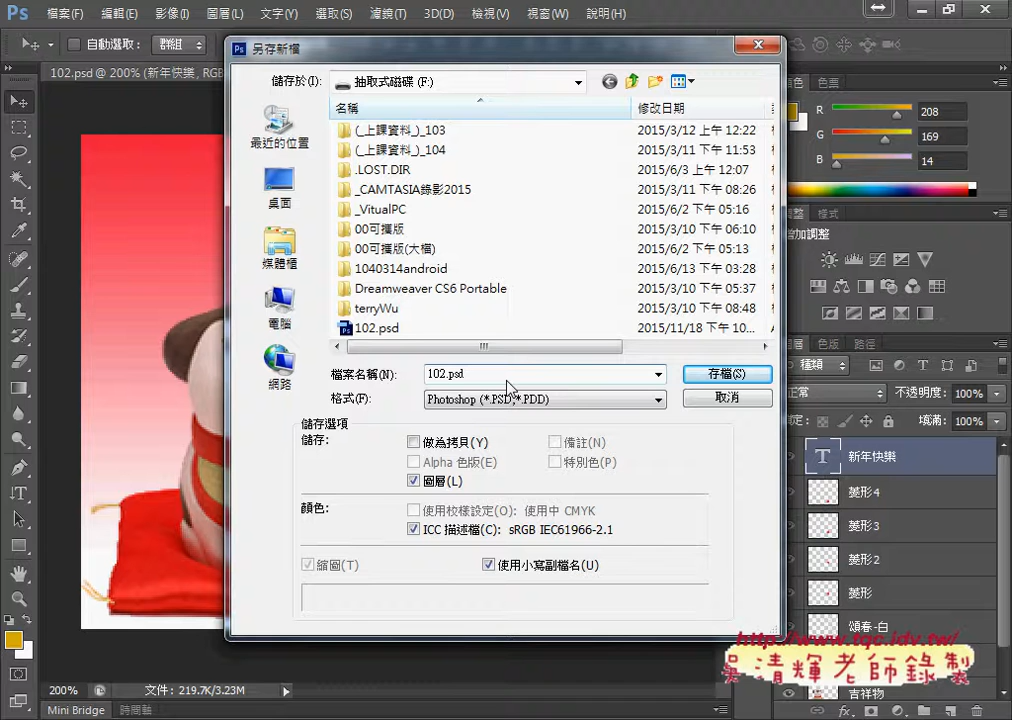 Ps 檔案(F) 編輯(E) 影像(I) 圖層(L) 文字(Y) 選取(S) 濾鏡(T) 3D(D) 檢視(V) 視窗(W) 說明(H)
自動選取： 群組
102.psd @ 200% (新年快樂, RGB
另存新檔
儲存於(I): 抽取式磁碟 (F:)
名稱 修改日期
(_上課資料_)_103 2015/3/12 上午 12:22
(_上課資料_)_104 2015/3/11 下午 11:53
.LOST.DIR 2015/6/3 上午 12:07
_CAMTASIA錄影2015 2015/3/11 下午 08:26
_VitualPC 2015/6/2 下午 05:16
00可攜版 2015/3/10 下午 06:10
00可攜版(大檔) 2015/6/2 下午 05:13
1040314android 2015/6/13 下午 03:28
Dreamweaver CS6 Portable 2015/3/10 下午 05:37
terryWu 2015/3/10 下午 08:48
102.psd 2015/11/18 下午 10...
最近的位置
桌面
媒體櫃
電腦
網路
檔案名稱(N): 102.psd 存檔(S)
格式(F): Photoshop (*.PSD;*.PDD) 取消
儲存選項
儲存: 做為拷貝(Y) 備註(N)
Alpha 色版(E) 特別色(P)
圖層(L)
顏色: 使用校樣設定(O): 使用中 CMYK
ICC 描述檔(C): sRGB IEC61966-2.1
縮圖(T) 使用小寫副檔名(U)
色票
R 208
G 169
B 14
樣式
增加調整
色版 路徑
種類
正常 不透明度: 100%
填滿: 100%
T 新年快樂
菱形4
菱形3
菱形2
菱形
頌春-白
吉祥物
http://www.tqc.idv.tw/
吳清輝老師錄製
200% 文件: 219.7K/3.23M
Mini Bridge 時間軸